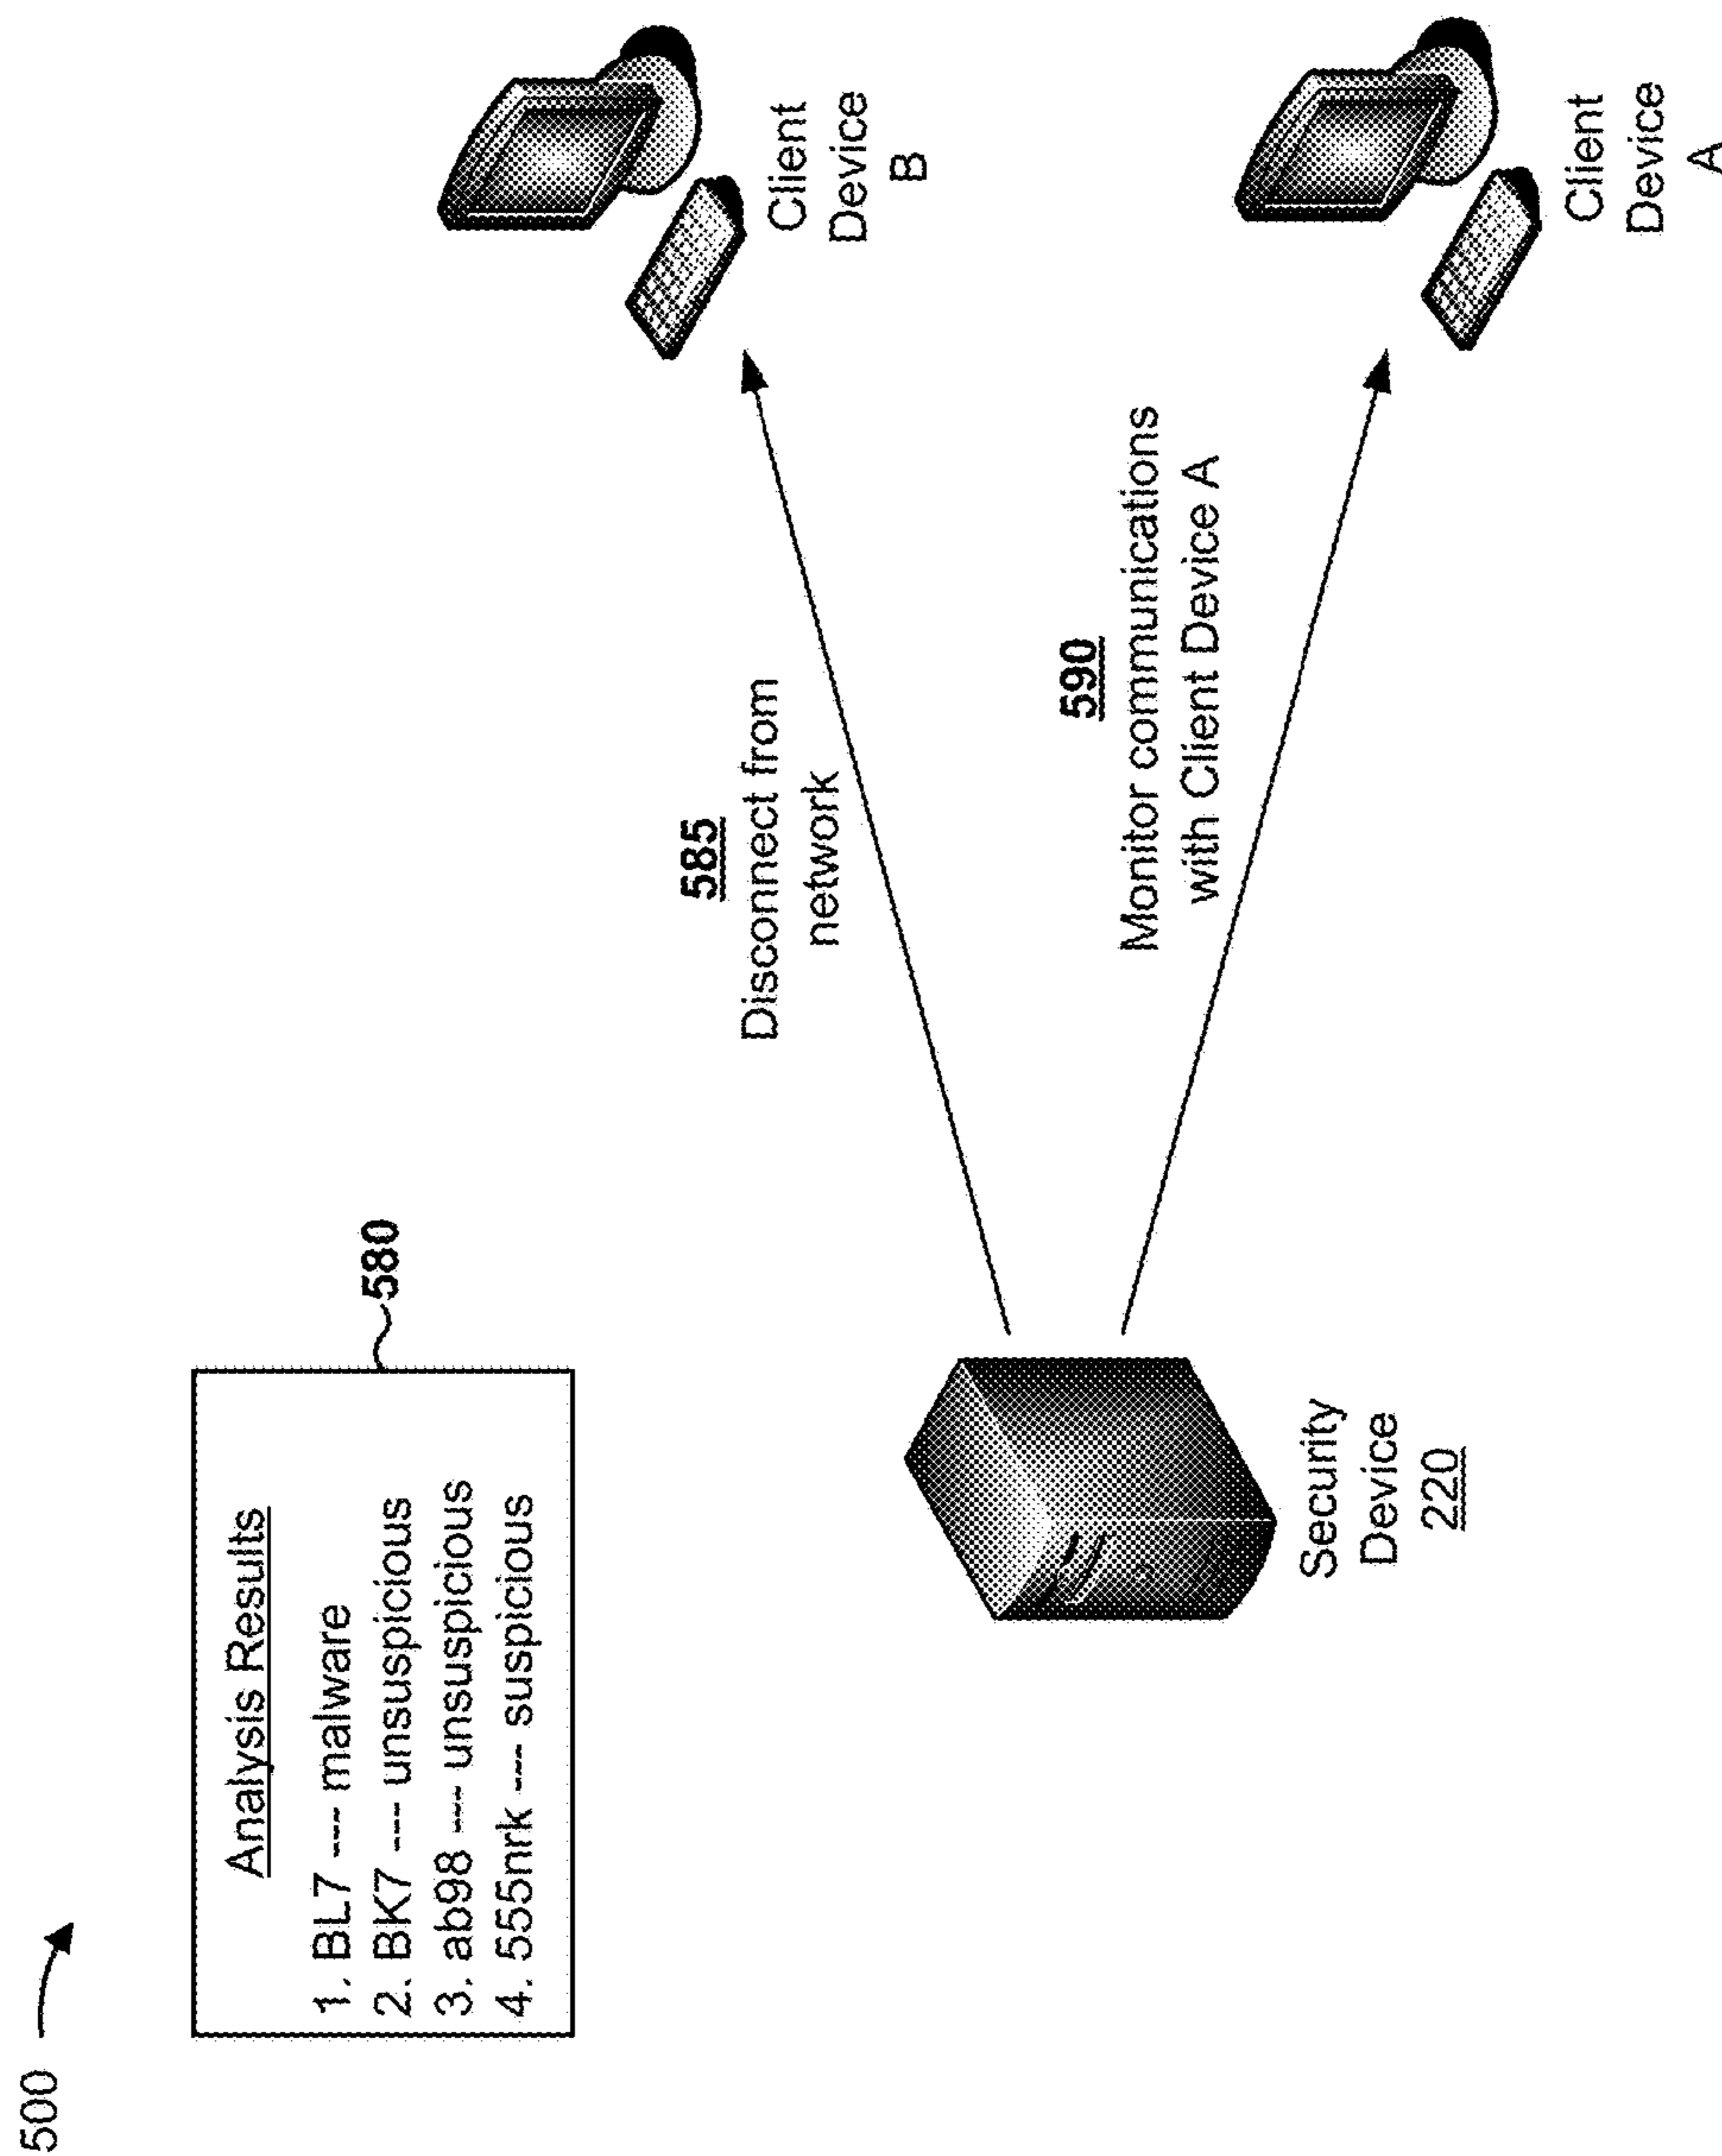 500
580
Analysis Results
1. BL7 --- malware
2. BK7 --- unsuspicious
3. ab98 --- unsuspicious
4. 555nrk --- suspicious
585
Disconnect from
network
Client
Device
B
590
Monitor communications
with Client Device A
Security
Device
220
Client
Device
A